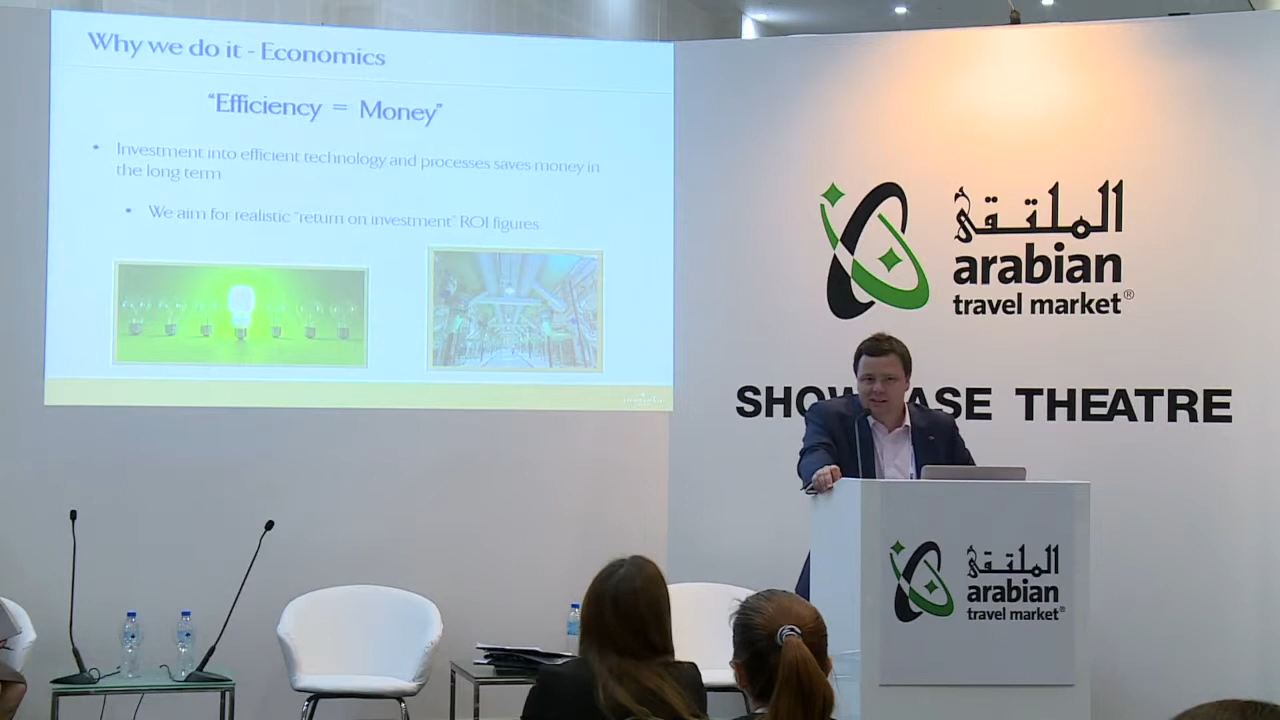 Why we do it - Economics
"Efficiency = Money"
• Investment into efficient technology and processes saves money in
the long term
• We aim for realistic "return on investment" ROI figures
الملتقى
arabian
travel market®
THEATRE
الملتقى
arabian
travel market®